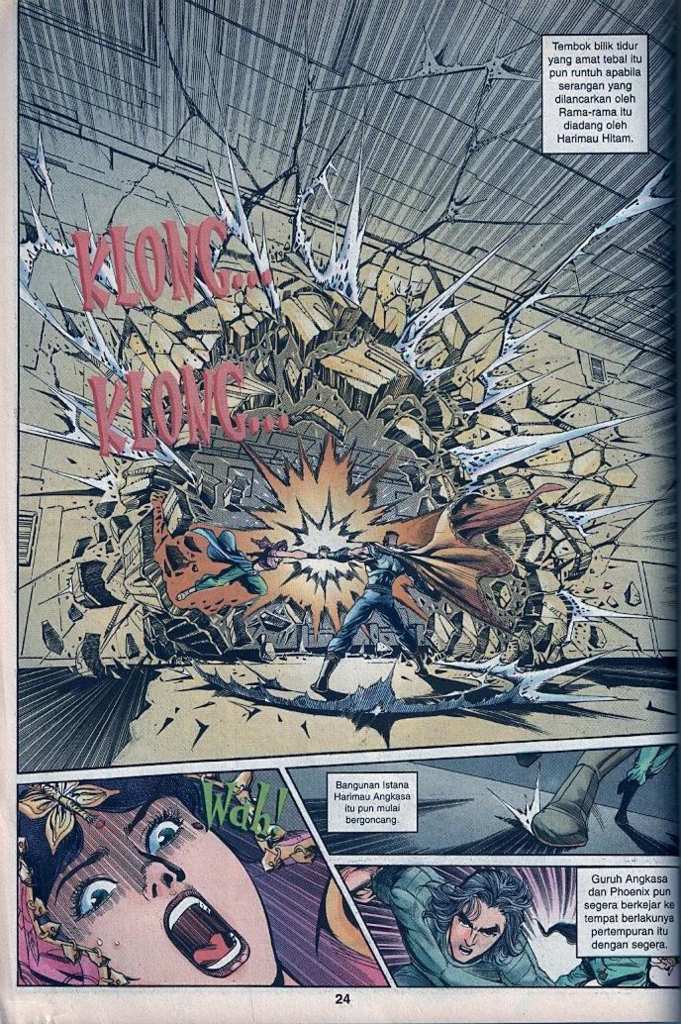 Tembok bilik tidur
yang amat tebal itu
pun runtuh apabila
serangan yang
dilancarkan oleh
Rama-rama itu
diadang oleh
Harimau Hitam.
KLONG...
KLONG...
Wah!
Bangunan Istana
Harimau Angkasa
itu pun mulai
bergoncang.
Guruh Angkasa
dan Phoenix pun
segera berkejar ke
tempat berlakunya
pertempuran itu
dengan segera.
24